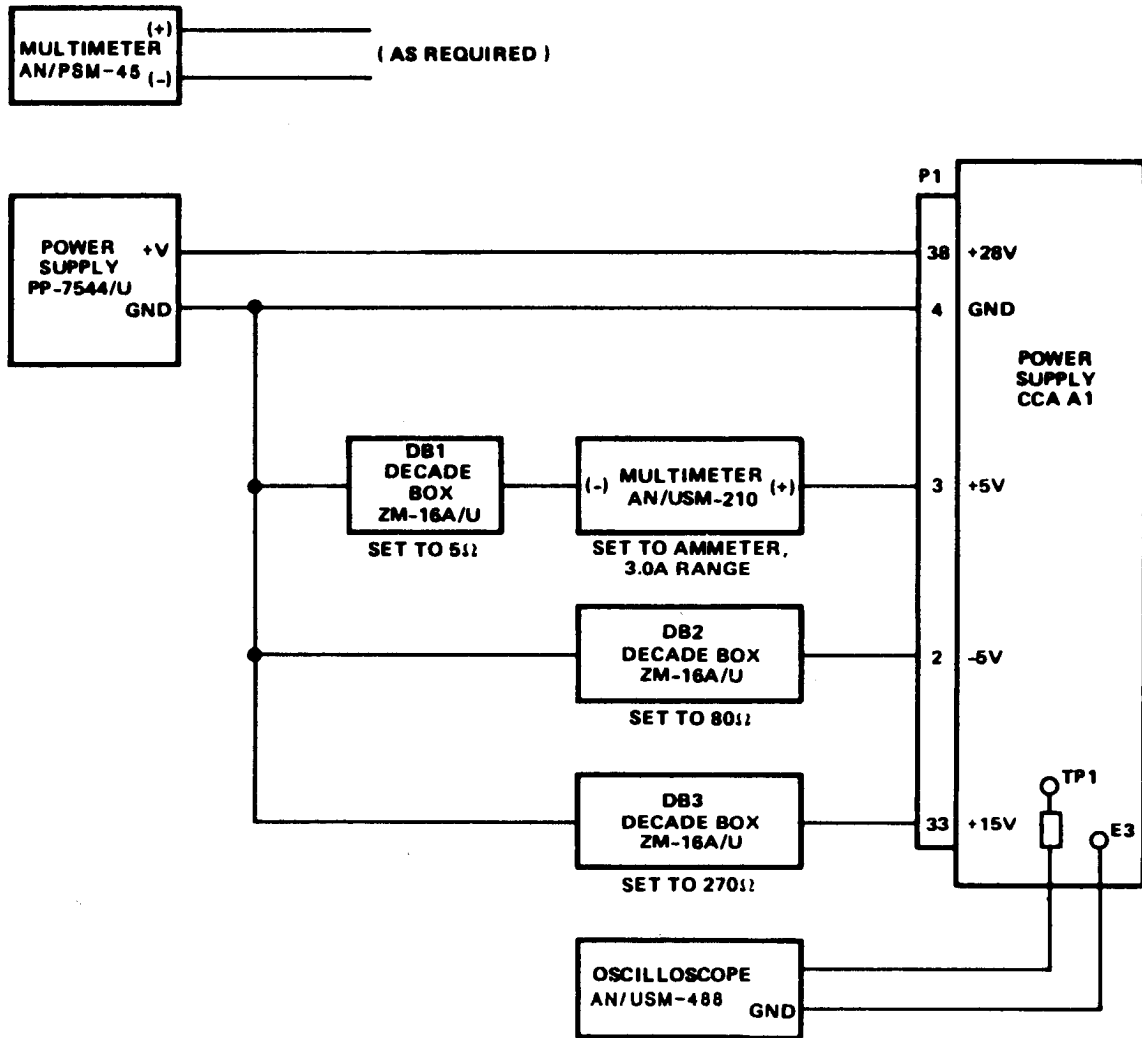 MULTIMETER
AN/PSM-45
(+)
(-)
( AS REQUIRED )
POWER
SUPPLY
PP-7544/U
+V
GND
P1
38 +28V
4 GND
POWER
SUPPLY
CCA A1
DB1
DECADE
BOX
ZM-16A/U
SET TO 5Ω
(-) MULTIMETER (+)
AN/USM-210
SET TO AMMETER,
3.0A RANGE
3 +5V
DB2
DECADE BOX
ZM-16A/U
SET TO 80Ω
2 -5V
DB3
DECADE BOX
ZM-16A/U
SET TO 270Ω
33 +15V
TP1
E3
OSCILLOSCOPE
AN/USM-488
GND